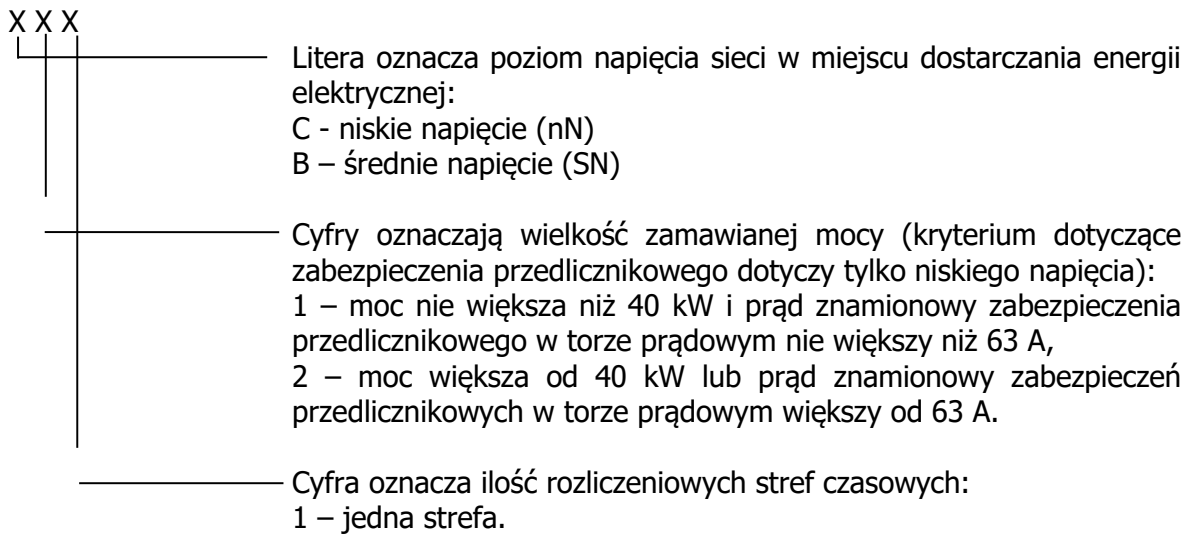 X X X
Litera oznacza poziom napięcia sieci w miejscu dostarczania energii
elektrycznej:
C - niskie napięcie (nN)
B – średnie napięcie (SN)
Cyfry oznaczają wielkość zamawianej mocy (kryterium dotyczące
zabezpieczenia przedlicznikowego dotyczy tylko niskiego napięcia):
1 – moc nie większa niż 40 kW i prąd znamionowy zabezpieczenia
przedlicznikowego w torze prądowym nie większy niż 63 A,
2 – moc większa od 40 kW lub prąd znamionowy zabezpieczeń
przedlicznikowych w torze prądowym większy od 63 A.
Cyfra oznacza ilość rozliczeniowych stref czasowych:
1 – jedna strefa.